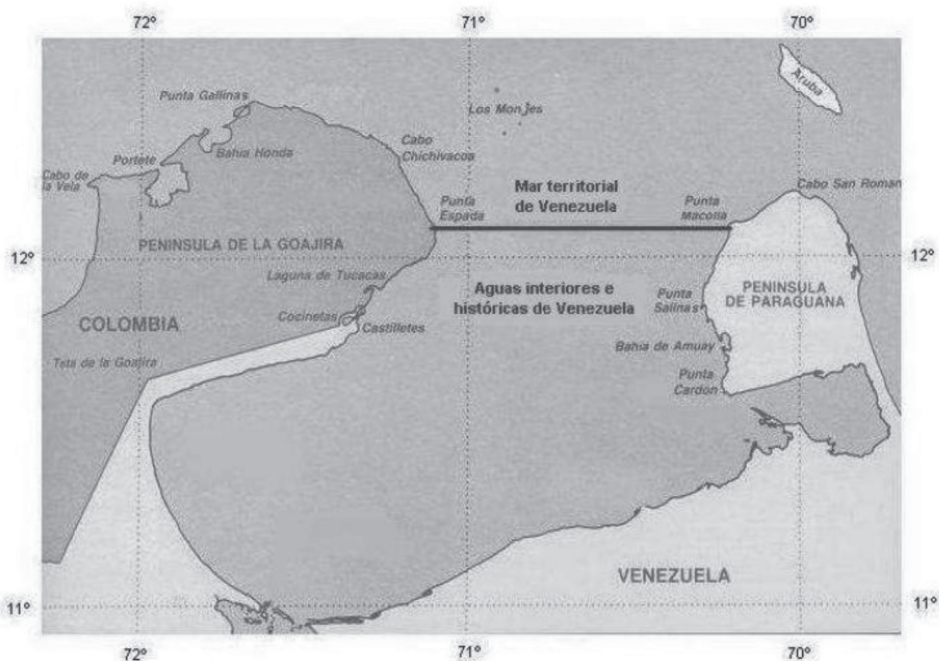 72°
71°
70°
Punta Gallinas
Aruba
Los Monjes
Bahia Honda
Cabo
Chichivacoa
Portete
Cabo de
la Vela
Mar territorial
de Venezuela
Cabo San Roman
Punta
Espada
Punta
Macolla
PENINSULA DE LA GOAJIRA
12°
12°
Laguna de Tucacas
Aguas interiores e
históricas de Venezuela
PENINSULA
DE PARAGUANA
Punta
Salinas
Cocinetas
COLOMBIA
Castilletes
Bahia de Amuay
Teta de la Goajira
Punta
Cardon
VENEZUELA
11°
11°
72°
71°
70°